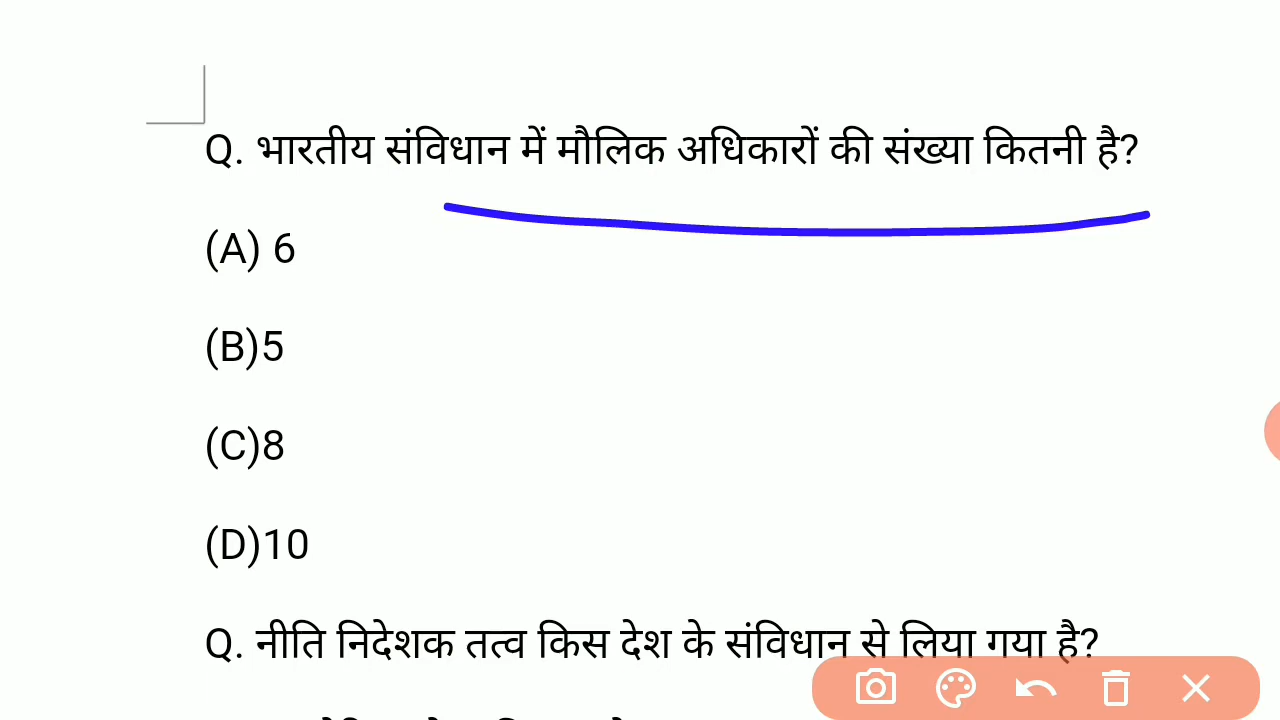 Q. भारतीय संविधान में मौलिक अधिकारों की संख्या कितनी है?
(A) 6
(B)5
(C)8
(D)10
Q. नीति निदेशक तत्व किस देश के संविधान से लिया गया है?